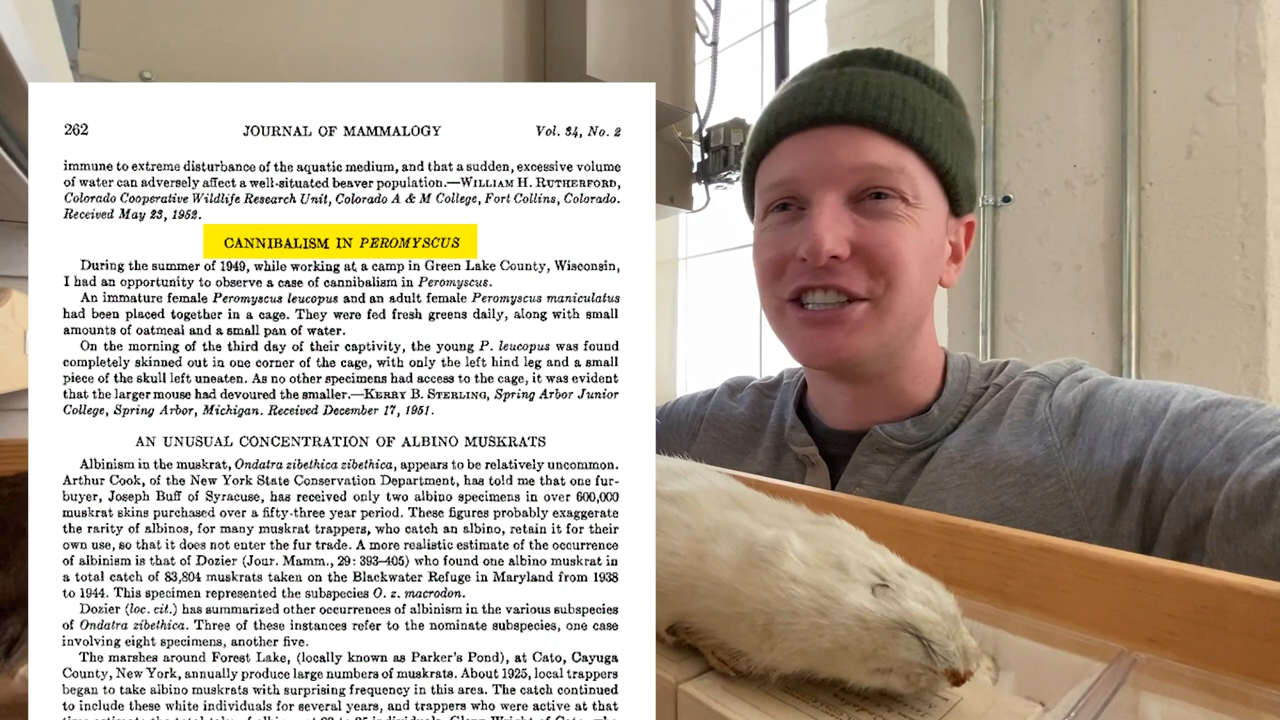 262 JOURNAL OF MAMMALOGY Vol. 34, No. 2
immune to extreme disturbance of the aquatic medium, and that a sudden, excessive volume
of water can adversely affect a well-situated beaver population.—WILLIAM H. RUTHERFORD,
Colorado Cooperative Wildlife Research Unit, Colorado A & M College, Fort Collins, Colorado.
Received May 23, 1952.
CANNIBALISM IN PEROMYSCUS
During the summer of 1949, while working at a camp in Green Lake County, Wisconsin,
I had an opportunity to observe a case of cannibalism in Peromyscus.
An immature female Peromyscus leucopus and an adult female Peromyscus maniculatus
had been placed together in a cage. They were fed fresh greens daily, along with small
amounts of oatmeal and a small pan of water.
On the morning of the third day of their captivity, the young P. leucopus was found
completely skinned out in one corner of the cage, with only the left hind leg and a small
piece of the skull left uneaten. As no other specimens had access to the cage, it was evident
that the larger mouse had devoured the smaller.—KERRY B. STERLING, Spring Arbor Junior
College, Spring Arbor, Michigan. Received December 17, 1951.
AN UNUSUAL CONCENTRATION OF ALBINO MUSKRATS
Albinism in the muskrat, Ondatra zibethica zibethica, appears to be relatively uncommon.
Arthur Cook, of the New York State Conservation Department, has told me that one fur-
buyer, Joseph Buff of Syracuse, has received only two albino specimens in over 600,000
muskrat skins purchased over a fifty-three year period. These figures probably exaggerate
the rarity of albinos, for many muskrat trappers, who catch an albino, retain it for their
own use, so that it does not enter the fur trade. A more realistic estimate of the occurrence
of albinism is that of Dozier (Jour. Mamm., 29: 393–405) who found one albino muskrat in
a total catch of 83,804 muskrats taken on the Blackwater Refuge in Maryland from 1938
to 1944. This specimen represented the subspecies O. z. macrodon.
Dozier (loc. cit.) has summarized other occurrences of albinism in the various subspecies
of Ondatra zibethica. Three of these instances refer to the nominate subspecies, one case
involving eight specimens, another five.
The marshes around Forest Lake, (locally known as Parker's Pond), at Cato, Cayuga
County, New York, annually produce large numbers of muskrats. About 1925, local trappers
began to take albino muskrats with surprising frequency in this area. The catch continued
to include these white individuals for several years, and trappers who were active at that